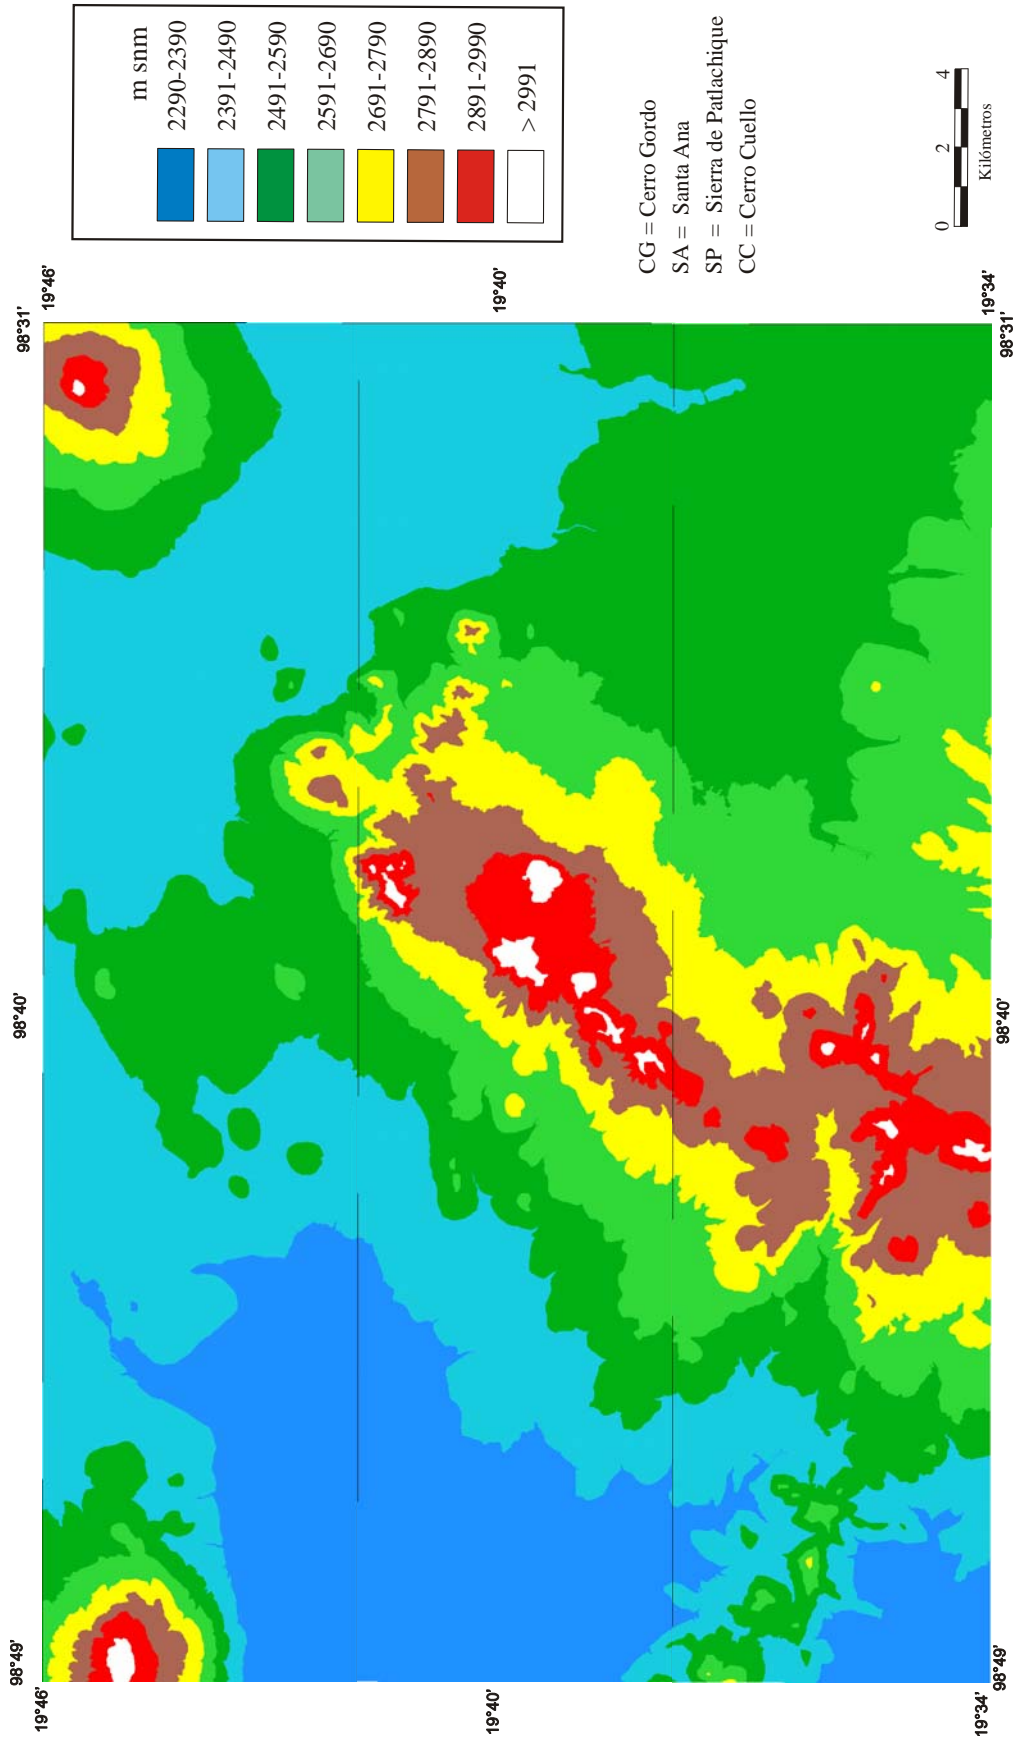 m snm
2290-2390
2391-2490
2491-2590
2591-2690
2691-2790
2791-2890
2891-2990
> 2991
CG = Cerro Gordo
SA = Santa Ana
SP = Sierra de Patlachique
CC = Cerro Cuello
0 2 4
Kilómetros
98°49'
98°40'
98°31'
19°46'
19°46'
19°40'
19°40'
19°34'
19°34'
98°49'
98°40'
98°31'